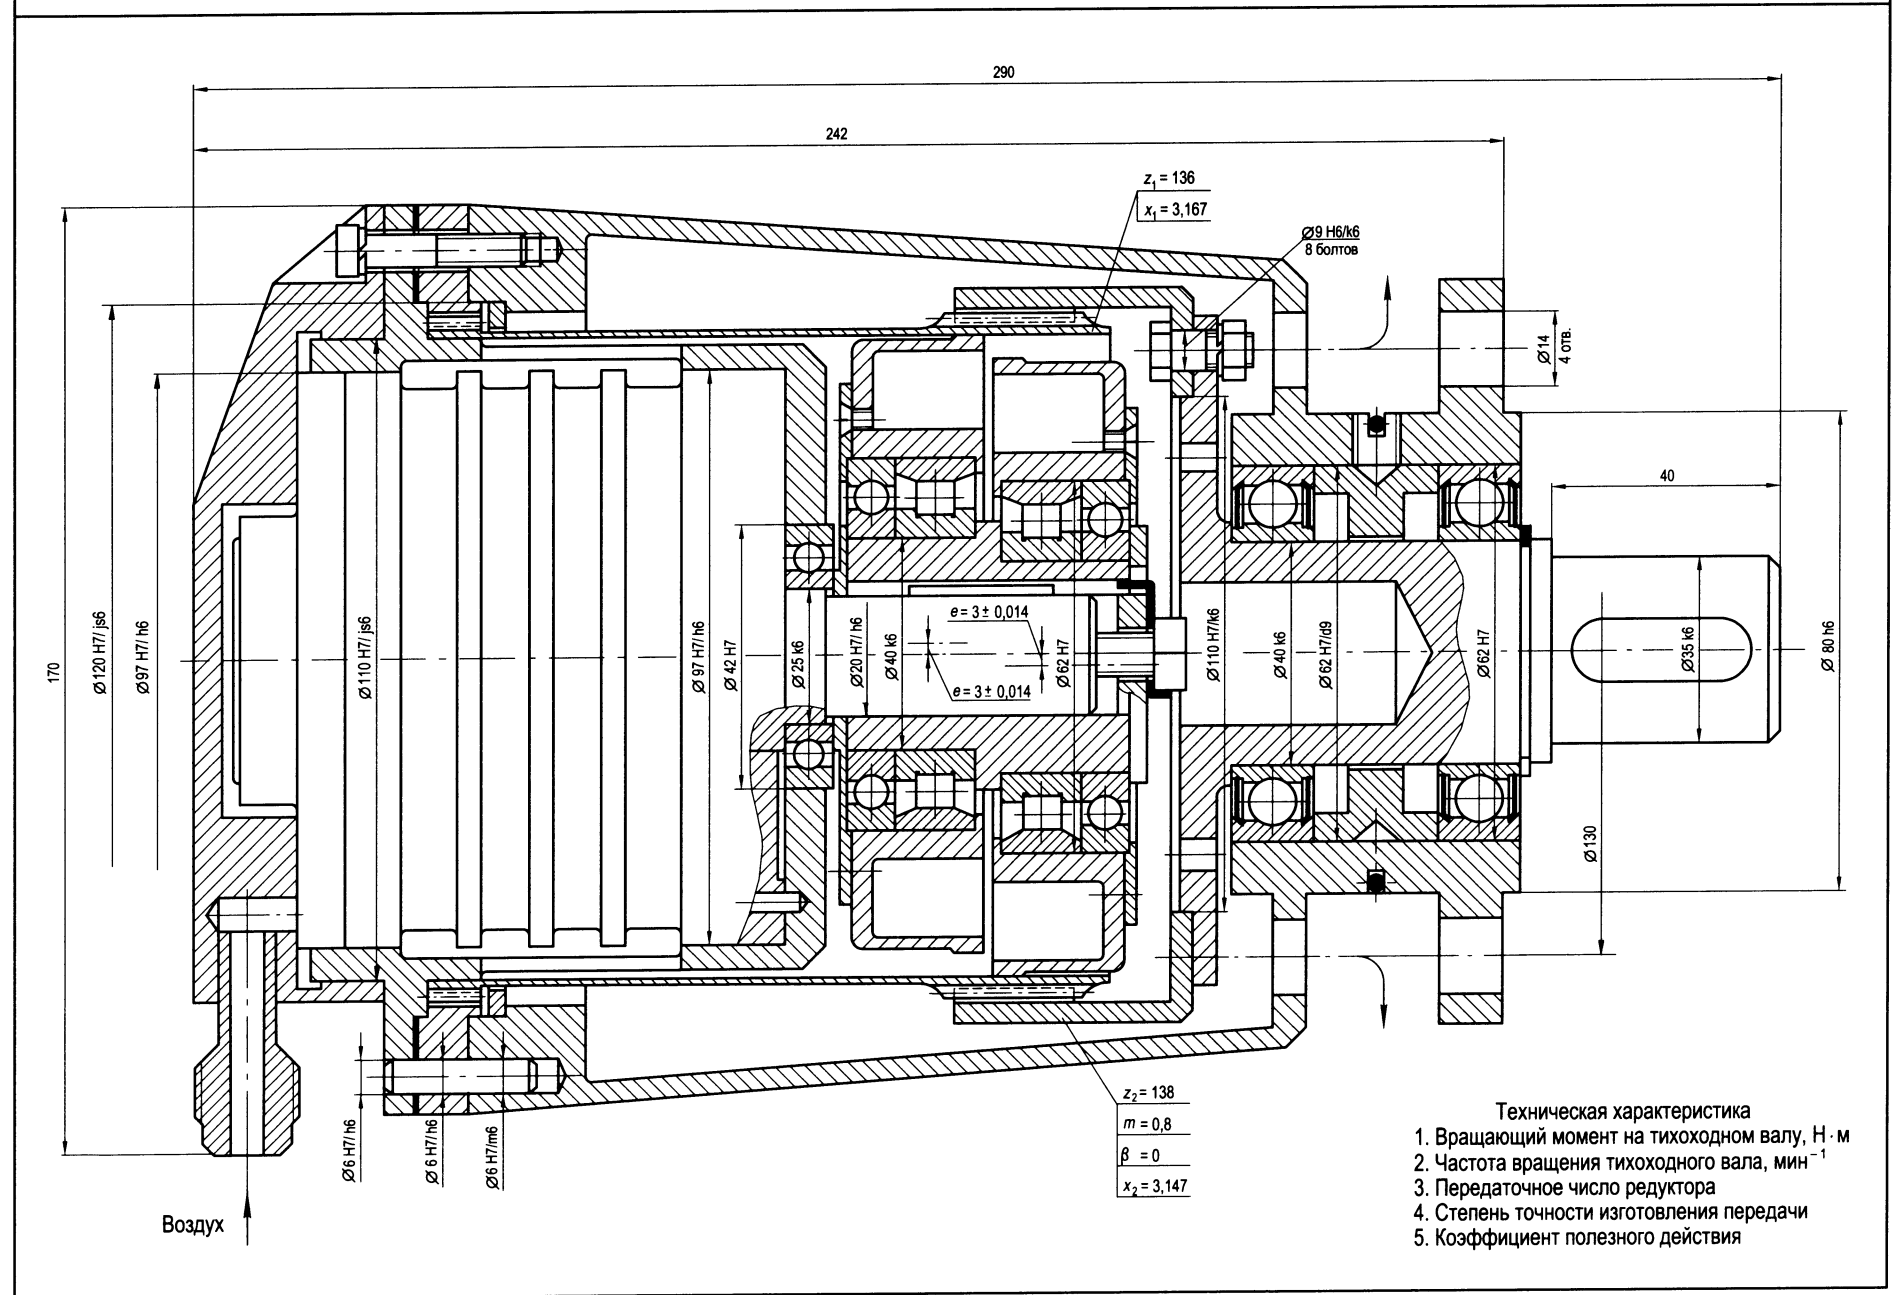 290
242
z₁ = 136
x₁ = 3,167
Ø9 H6/k6
8 болтов
Ø14
4 отв.
40
170
Ø120 H7/js6
Ø97 H7/h6
Ø110 H7/js6
Ø97 H7/h6
Ø42 H7
Ø25 k6
Ø20 H7/h6
Ø40 k6
e = 3 ± 0,014
e = 3 ± 0,014
Ø62 H7
Ø110 H7/k6
Ø40 k6
Ø62 H7/d9
Ø62 H7
Ø130
Ø35 k6
Ø80 h6
Ø6 H7/h6
Ø6 H7/h6
Ø6 H7/m6
z₂ = 138
m = 0,8
β = 0
x₂ = 3,147
Воздух
Техническая характеристика
1. Вращающий момент на тихоходном валу, Н·м
2. Частота вращения тихоходного вала, мин⁻¹
3. Передаточное число редуктора
4. Степень точности изготовления передачи
5. Коэффициент полезного действия